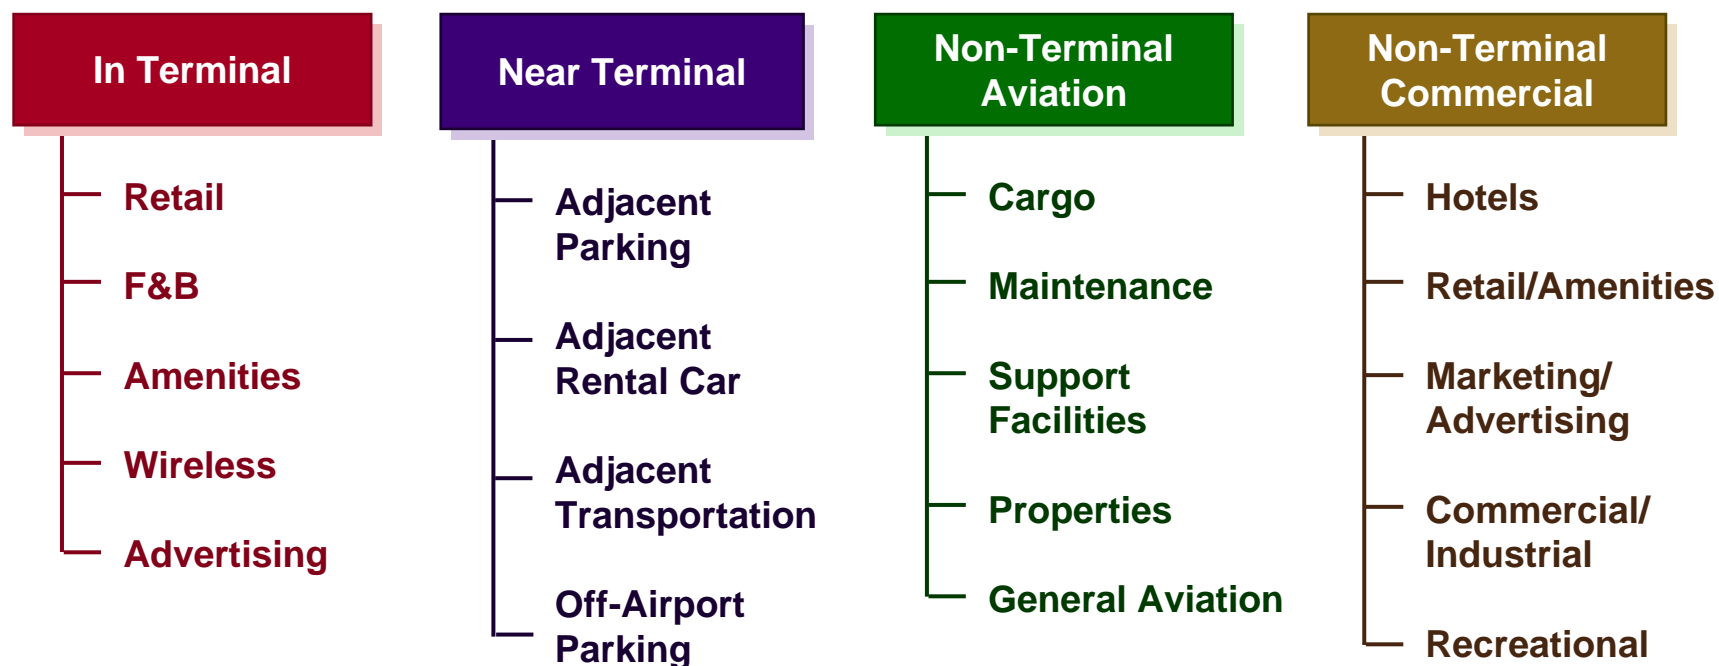 In Terminal
Retail
F&B
Amenities
Wireless
Advertising
Near Terminal
Adjacent
Parking
Adjacent
Rental Car
Adjacent
Transportation
Off-Airport
Parking
Non-Terminal
Aviation
Cargo
Maintenance
Support
Facilities
Properties
General Aviation
Non-Terminal
Commercial
Hotels
Retail/Amenities
Marketing/
Advertising
Commercial/
Industrial
Recreational